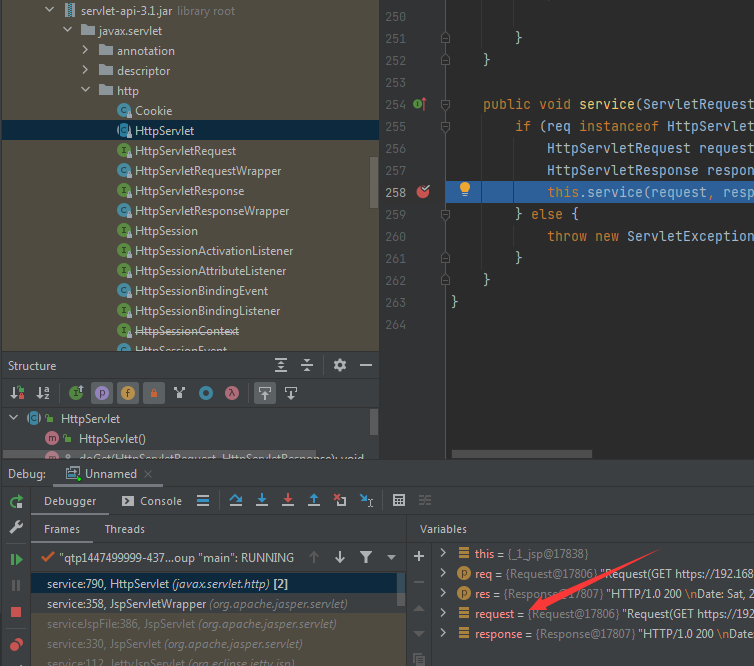 servlet-api-3.1.jar library root
javax.servlet
annotation
descriptor
http
Cookie
HttpServlet
HttpServletRequest
HttpServletRequestWrapper
HttpServletResponse
HttpServletResponseWrapper
HttpSession
HttpSessionActivationListener
HttpSessionAttributeListener
HttpSessionBindingEvent
HttpSessionBindingListener
HttpSessionContext
HttpSessionEvent
250
251 }
252 }
253
254 public void service(ServletRequest
255 if (req instanceof HttpServlet
256 HttpServletRequest request
257 HttpServletResponse respon
258 this.service(request, resp
259 } else {
260 throw new ServletException
261 }
262 }
263 }
264
Structure
HttpServlet
HttpServlet()
doGet(HttpServletRequest, HttpServletResponse): void
Debug: Unnamed
Debugger Console
Frames Threads
"qtp1447499999-437...oup "main": RUNNING
service:790, HttpServlet (javax.servlet.http) [2]
service:358, JspServletWrapper (org.apache.jasper.servlet)
serviceJspFile:386, JspServlet (org.apache.jasper.servlet)
service:330, JspServlet (org.apache.jasper.servlet)
service:112, JettyJspServlet (org.eclipse.jetty.jsp)
Variables
this = {_1_jsp@17838}
req = {Request@17806} "Request(GET https://192.168
res = {Response@17807} "HTTP/1.0 200 \nDate: Sat, 2
request = {Request@17806} "Request(GET https://192
response = {Response@17807} "HTTP/1.0 200 \nDa